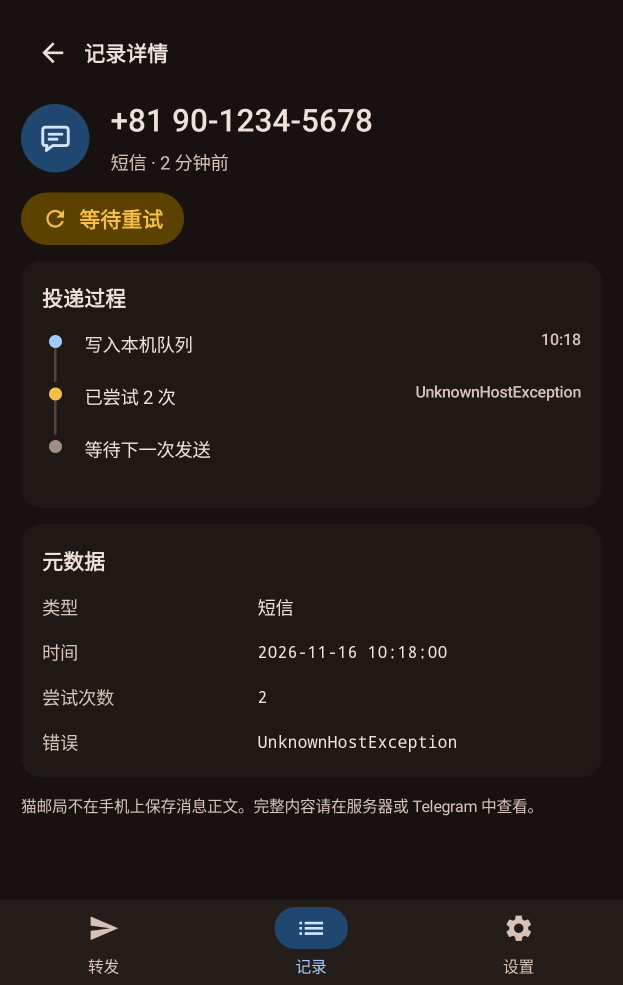 记录详情
+81 90-1234-5678
短信 · 2 分钟前
等待重试
投递过程
写入本机队列 10:18
已尝试 2 次 UnknownHostException
等待下一次发送
元数据
类型 短信
时间 2026-11-16 10:18:00
尝试次数 2
错误 UnknownHostException
猫邮局不在手机上保存消息正文。完整内容请在服务器或 Telegram 中查看。
转发 记录 设置